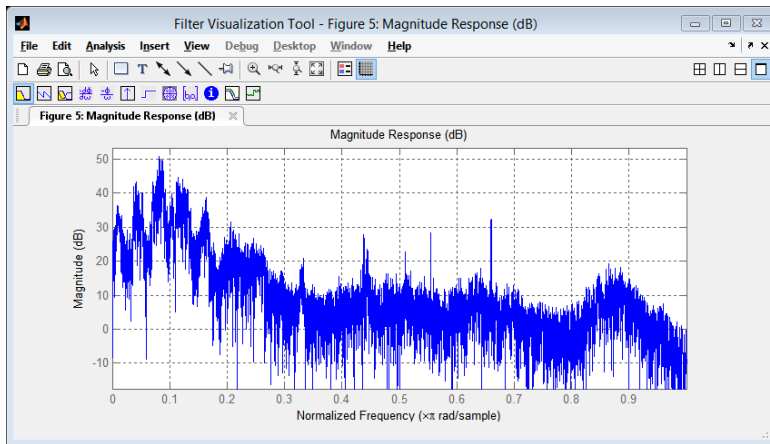 Filter Visualization Tool - Figure 5: Magnitude Response (dB)
File Edit Analysis Insert View Debug Desktop Window Help
Figure 5: Magnitude Response (dB)
Magnitude Response (dB)
Magnitude (dB)
50
40
30
20
10
0
-10
0 0.1 0.2 0.3 0.4 0.5 0.6 0.7 0.8 0.9
Normalized Frequency (×π rad/sample)